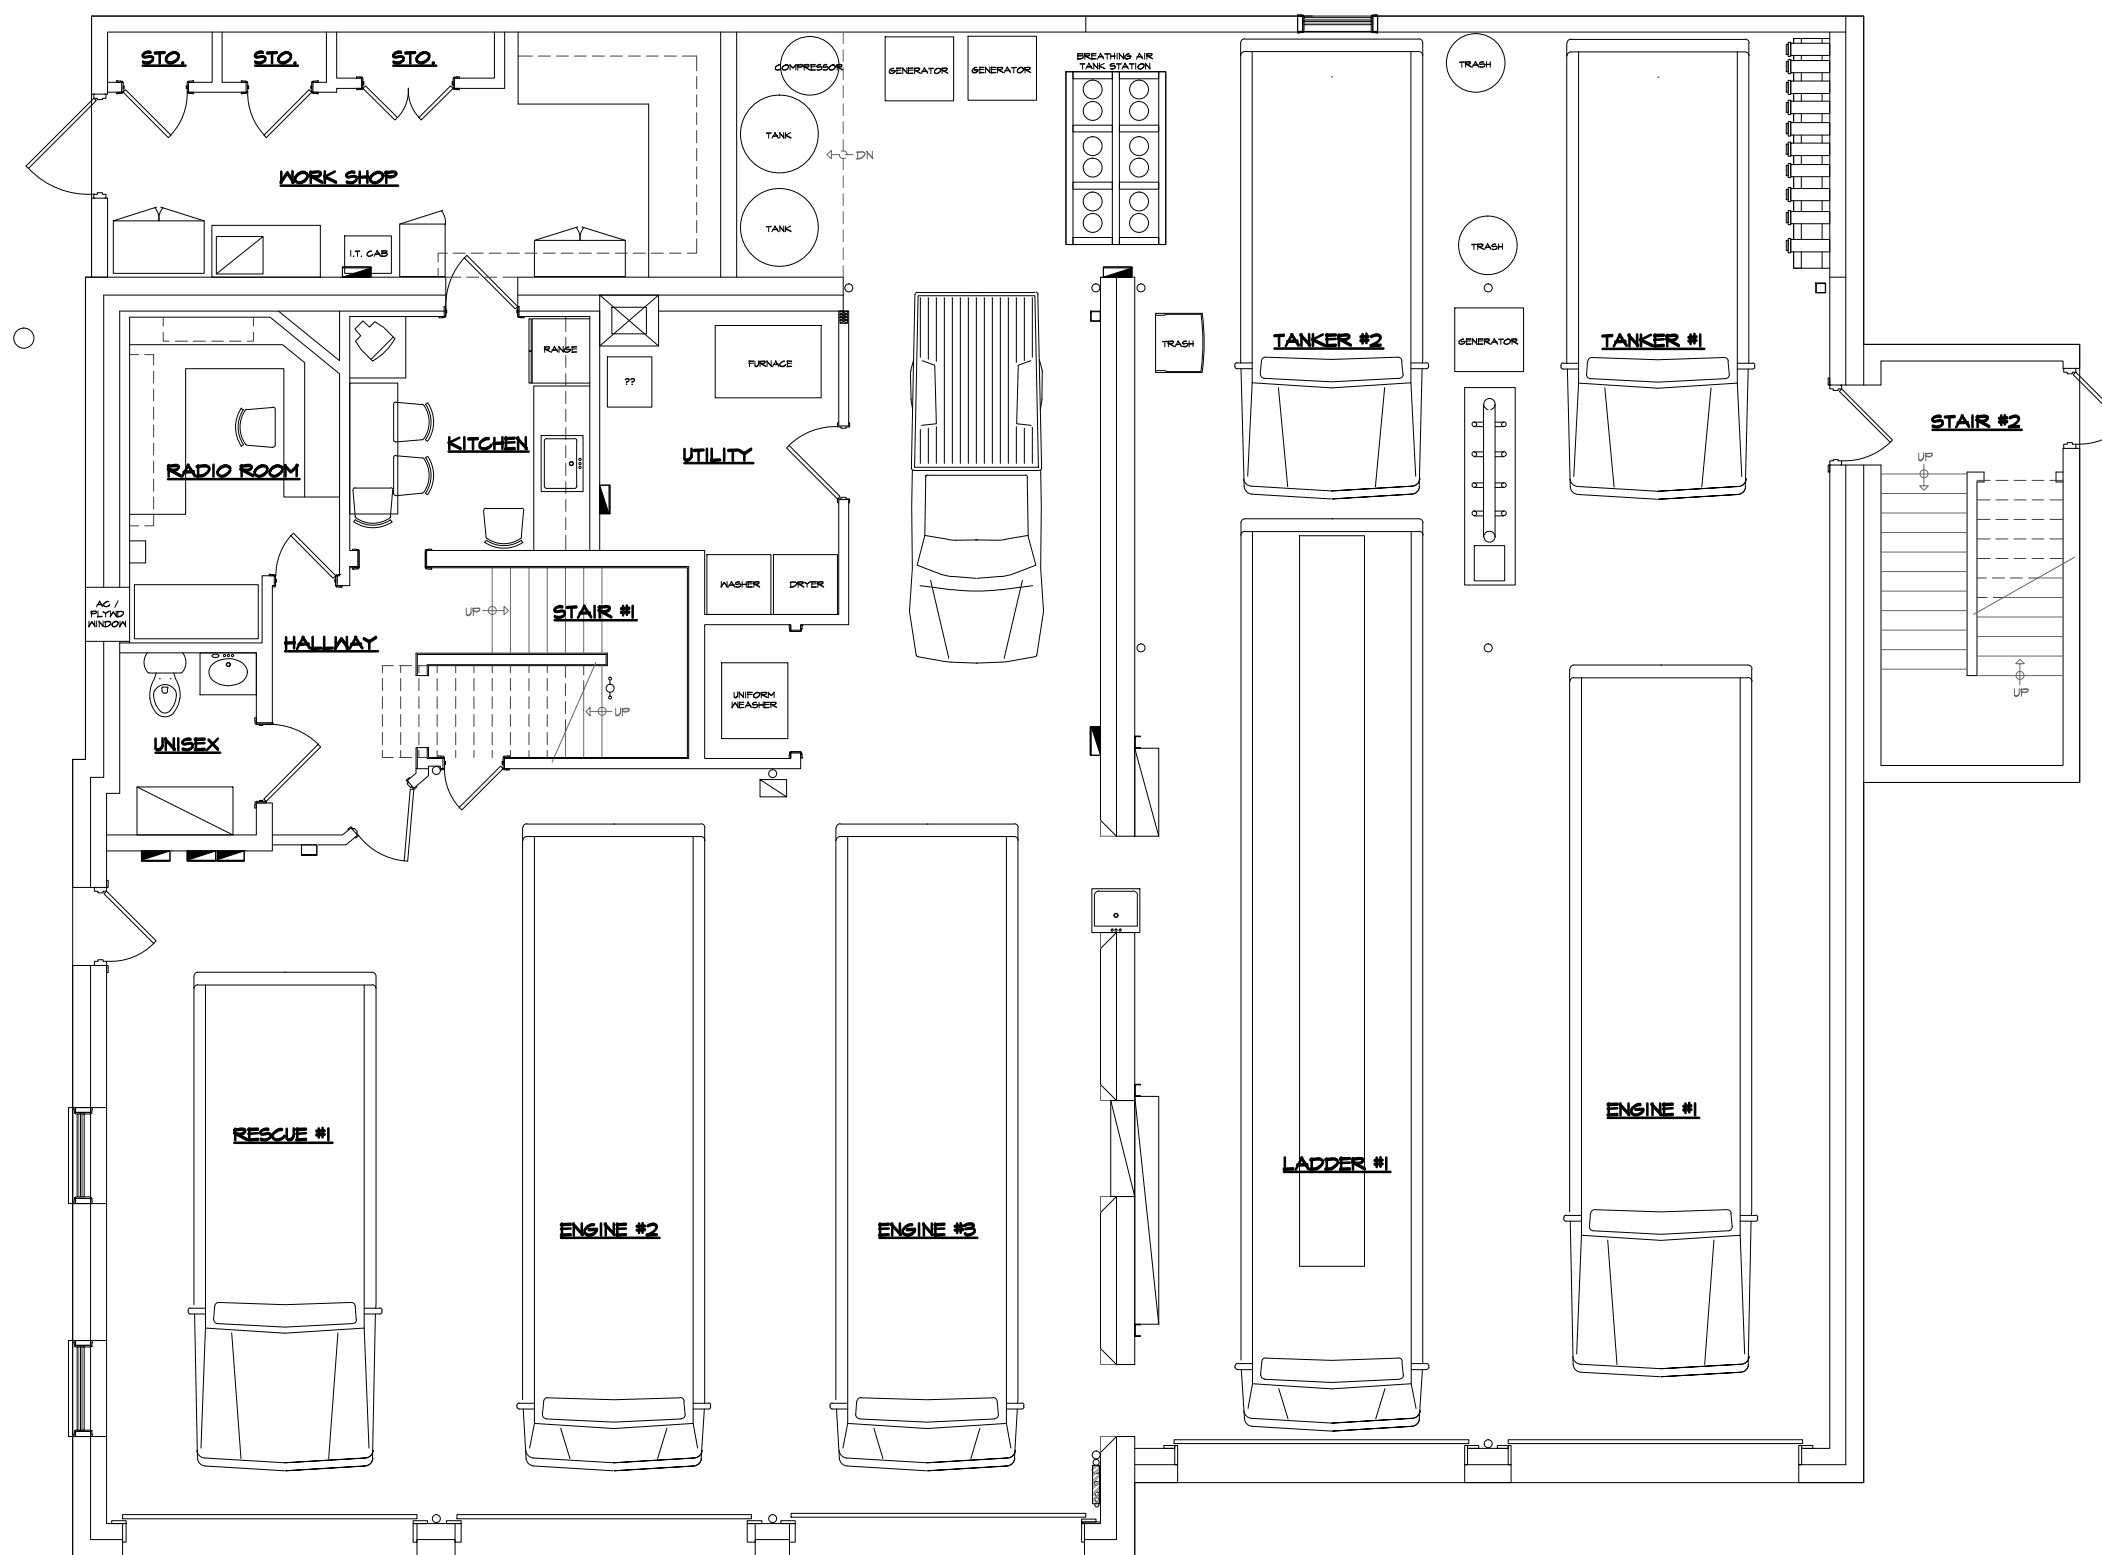 STO.
STO.
STO.
COMPRESSOR
GENERATOR
GENERATOR
BREATHING AIR
TANK STATION
TRASH
TANK
DN
WORK SHOP
TANK
I.T. CAB
TRASH
TANKER #2
TANKER #1
GENERATOR
TRASH
RANGE
FURNACE
??
STAIR #2
KITCHEN
UTILITY
RADIO ROOM
UP
WASHER
DRYER
AC /
PLYWD
WINDOW
UP
STAIR #1
HALLWAY
UNIFORM
WEASHER
UP
UP
UNISEX
ENGINE #1
RESCUE #1
LADDER #1
ENGINE #2
ENGINE #3